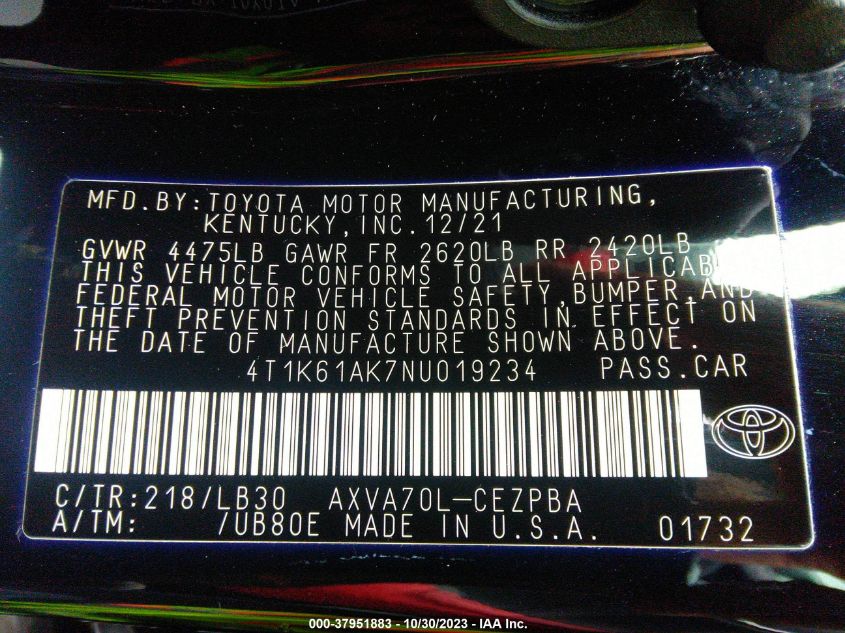 MFD.BY:TOYOTA MOTOR MANUFACTURING,
KENTUCKY,INC.12/21
GVWR 4475LB GAWR FR 2620LB RR 2420LB
THIS VEHICLE CONFORMS TO ALL
FEDERAL MOTOR VEHICLE SAFETY,BUMPER,AND
THEFT PREVENTION STANDARDS IN EFFECT ON
THE DATE OF MANUFACTURE SHOWN ABOVE.
4T1K61AK7NU019234 PASS.CAR
C/TR:218/LB30 AXVA70L-CEZPBA
A/TM: /UB80E MADE IN U.S.A. 01732
000-37951883 - 10/30/2023 - IAA Inc.